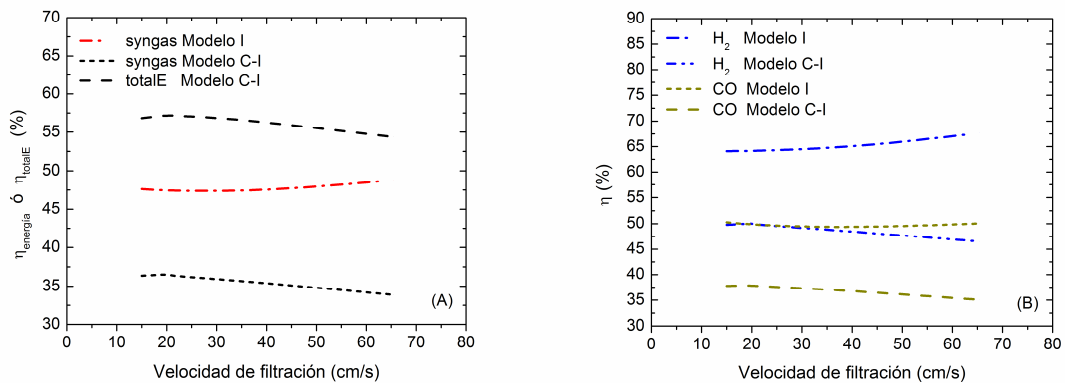 70
65
60
55
50
45
40
35
30
0 10 20 30 40 50 60 70 80
η energía ó η totalE (%)
syngas Modelo I
syngas Modelo C-I
totalE Modelo C-I
(A)
Velocidad de filtración (cm/s)
90
85
80
75
70
65
60
55
50
45
40
35
30
0 10 20 30 40 50 60 70 80
η (%)
H2 Modelo I
H2 Modelo C-I
CO Modelo I
CO Modelo C-I
(B)
Velocidad de filtración (cm/s)